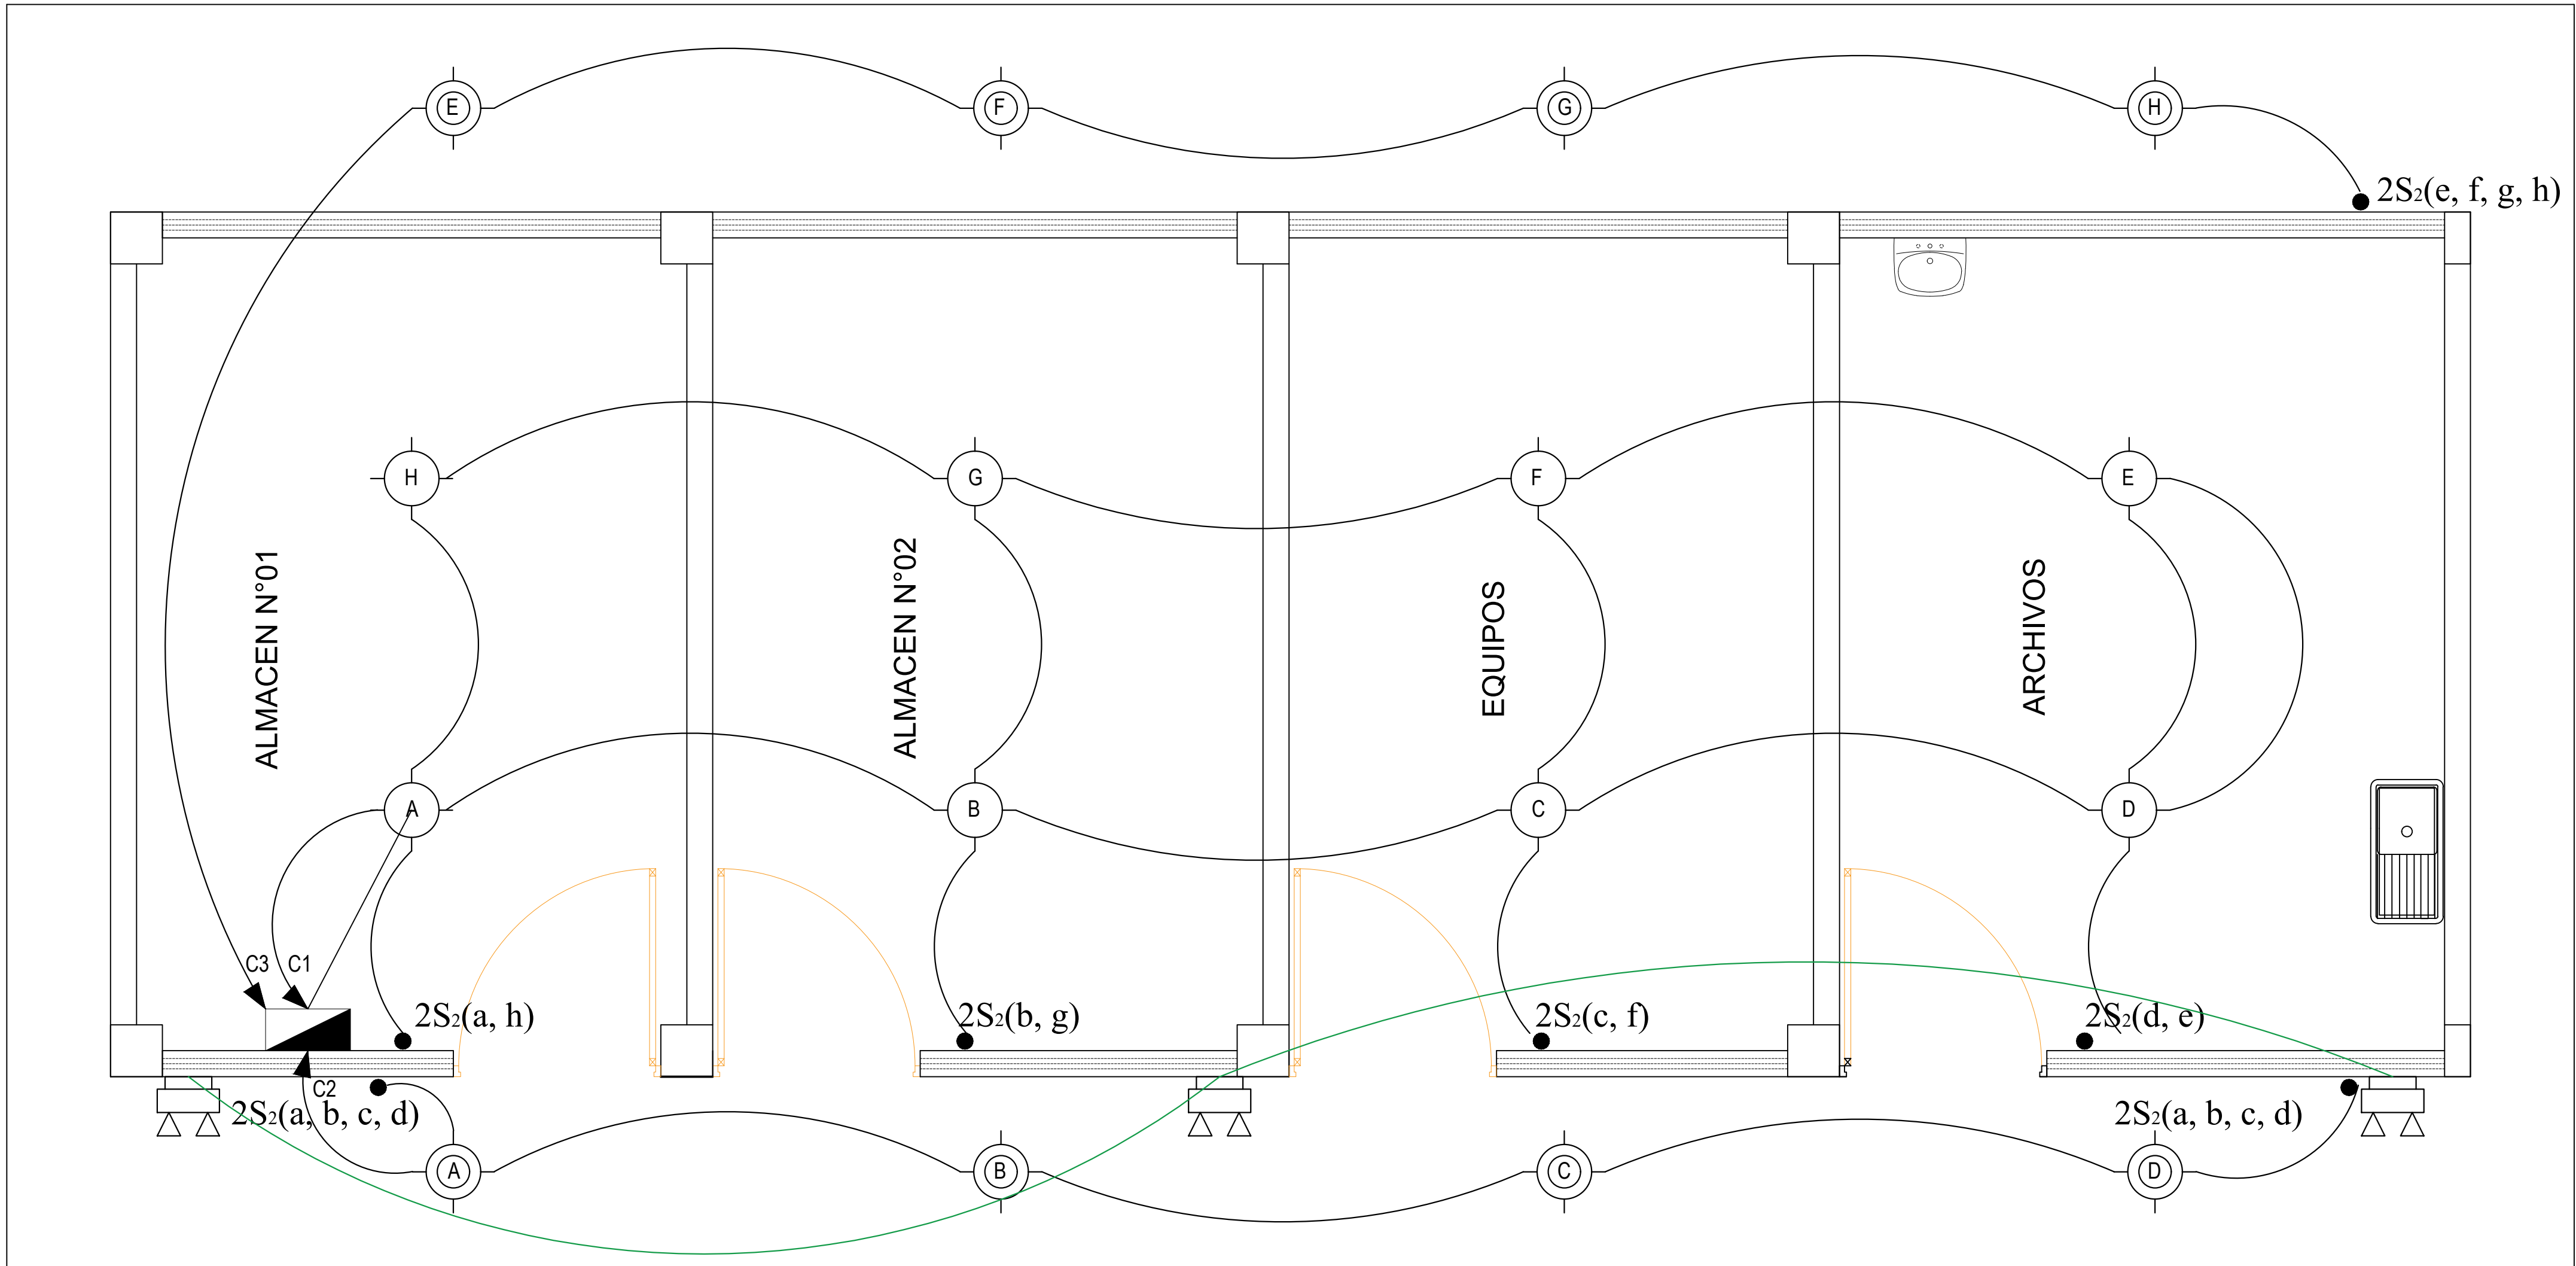 E
F
G
H
2S2(e, f, g, h)
H
G
F
E
ALMACEN N°01
ALMACEN N°02
EQUIPOS
ARCHIVOS
A
B
C
D
C3
C1
2S2(a, h)
2S2(b, g)
2S2(c, f)
2S2(d, e)
C2
2S2(a, b, c, d)
2S2(a, b, c, d)
A
B
C
D